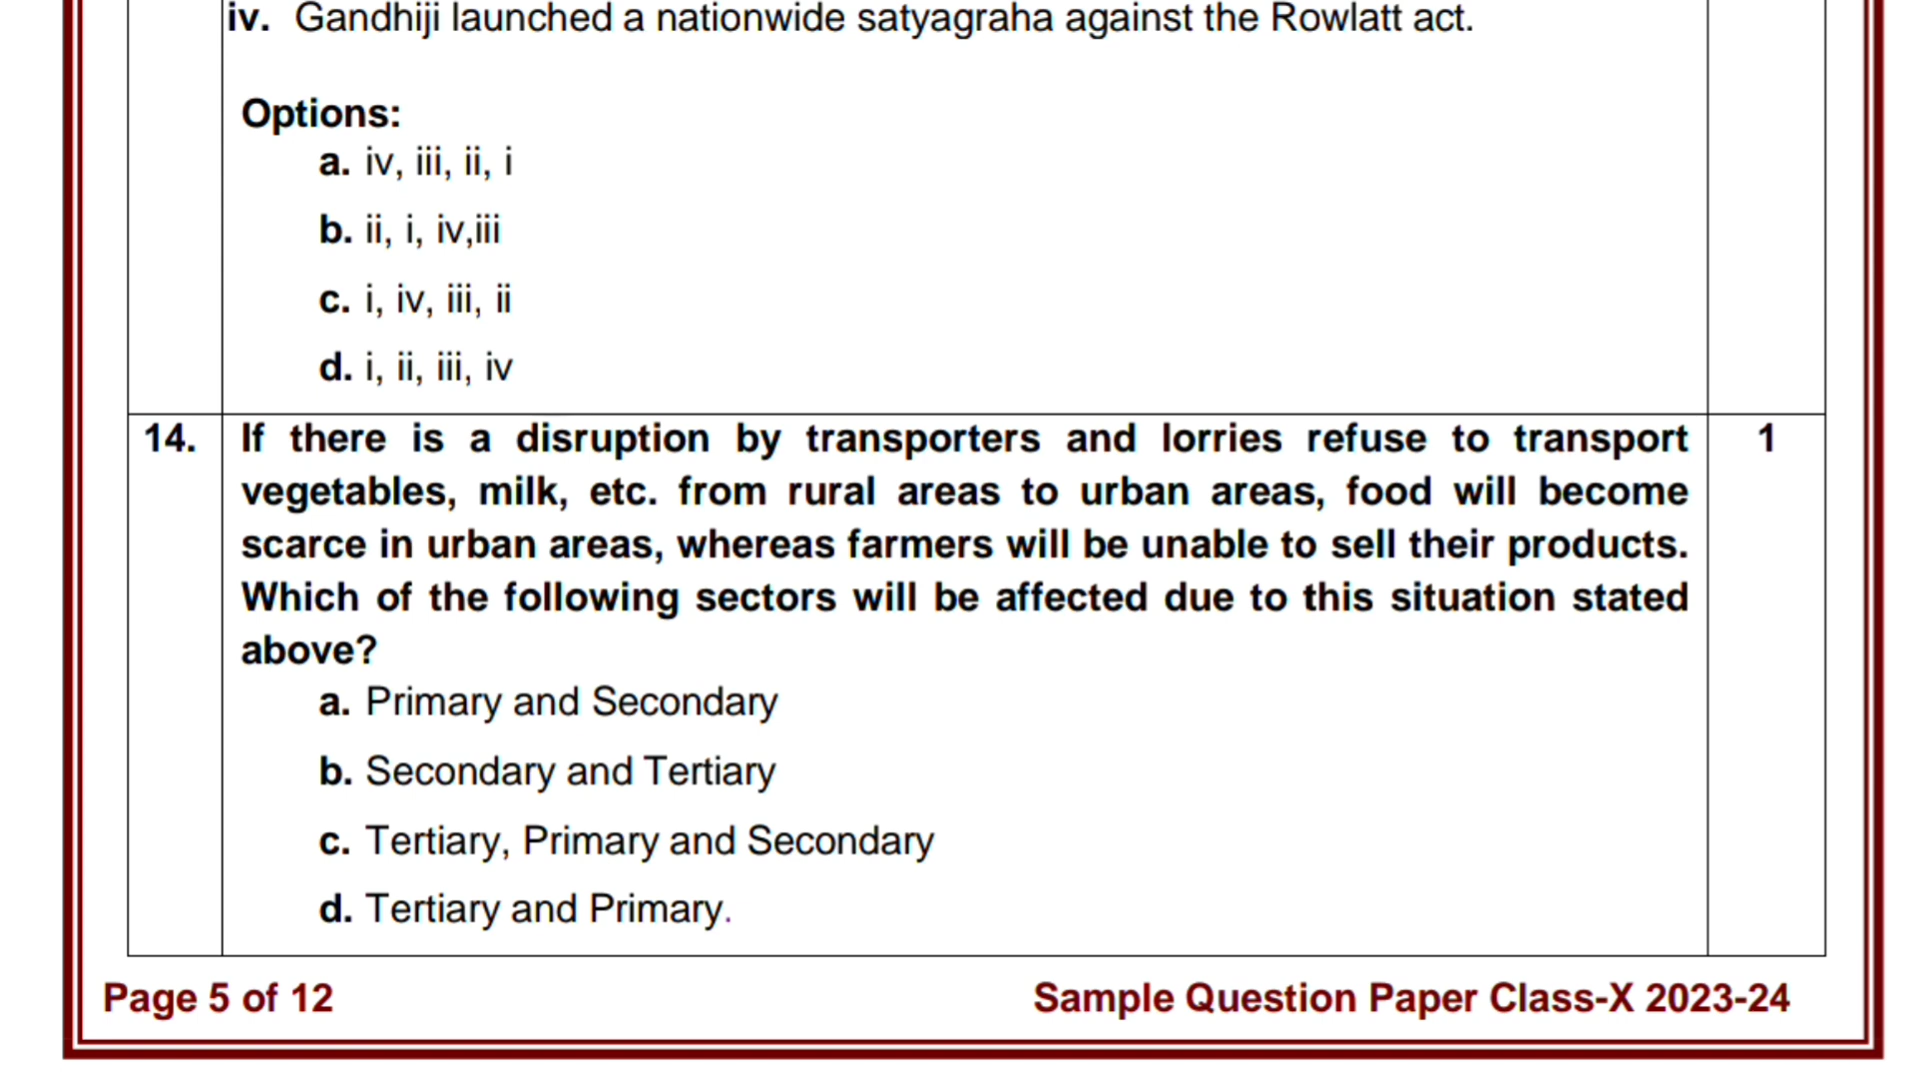 iv. Gandhiji launched a nationwide satyagraha against the Rowlatt act.
Options:
a. iv, iii, ii, i
b. ii, i, iv,iii
c. i, iv, iii, ii
d. i, ii, iii, iv
14. If there is a disruption by transporters and lorries refuse to transport 1
vegetables, milk, etc. from rural areas to urban areas, food will become
scarce in urban areas, whereas farmers will be unable to sell their products.
Which of the following sectors will be affected due to this situation stated
above?
a. Primary and Secondary
b. Secondary and Tertiary
c. Tertiary, Primary and Secondary
d. Tertiary and Primary.
Page 5 of 12 Sample Question Paper Class-X 2023-24